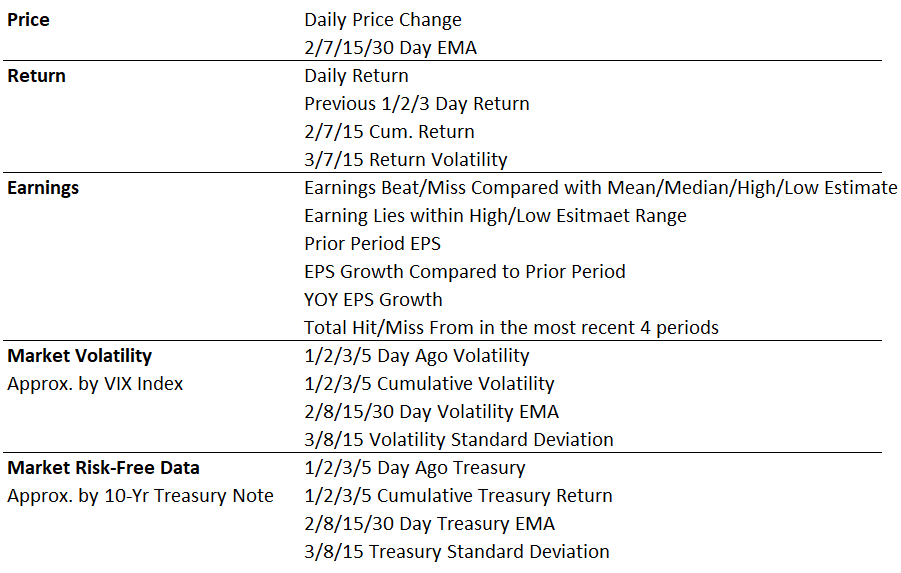 Price Daily Price Change
2/7/15/30 Day EMA
Return Daily Return
Previous 1/2/3 Day Return
2/7/15 Cum. Return
3/7/15 Return Volatility
Earnings Earnings Beat/Miss Compared with Mean/Median/High/Low Estimate
Earning Lies within High/Low Esitmaet Range
Prior Period EPS
EPS Growth Compared to Prior Period
YOY EPS Growth
Total Hit/Miss From in the most recent 4 periods
Market Volatility 1/2/3/5 Day Ago Volatility
Approx. by VIX Index 1/2/3/5 Cumulative Volatility
2/8/15/30 Day Volatility EMA
3/8/15 Volatility Standard Deviation
Market Risk-Free Data 1/2/3/5 Day Ago Treasury
Approx. by 10-Yr Treasury Note 1/2/3/5 Cumulative Treasury Return
2/8/15/30 Day Treasury EMA
3/8/15 Treasury Standard Deviation